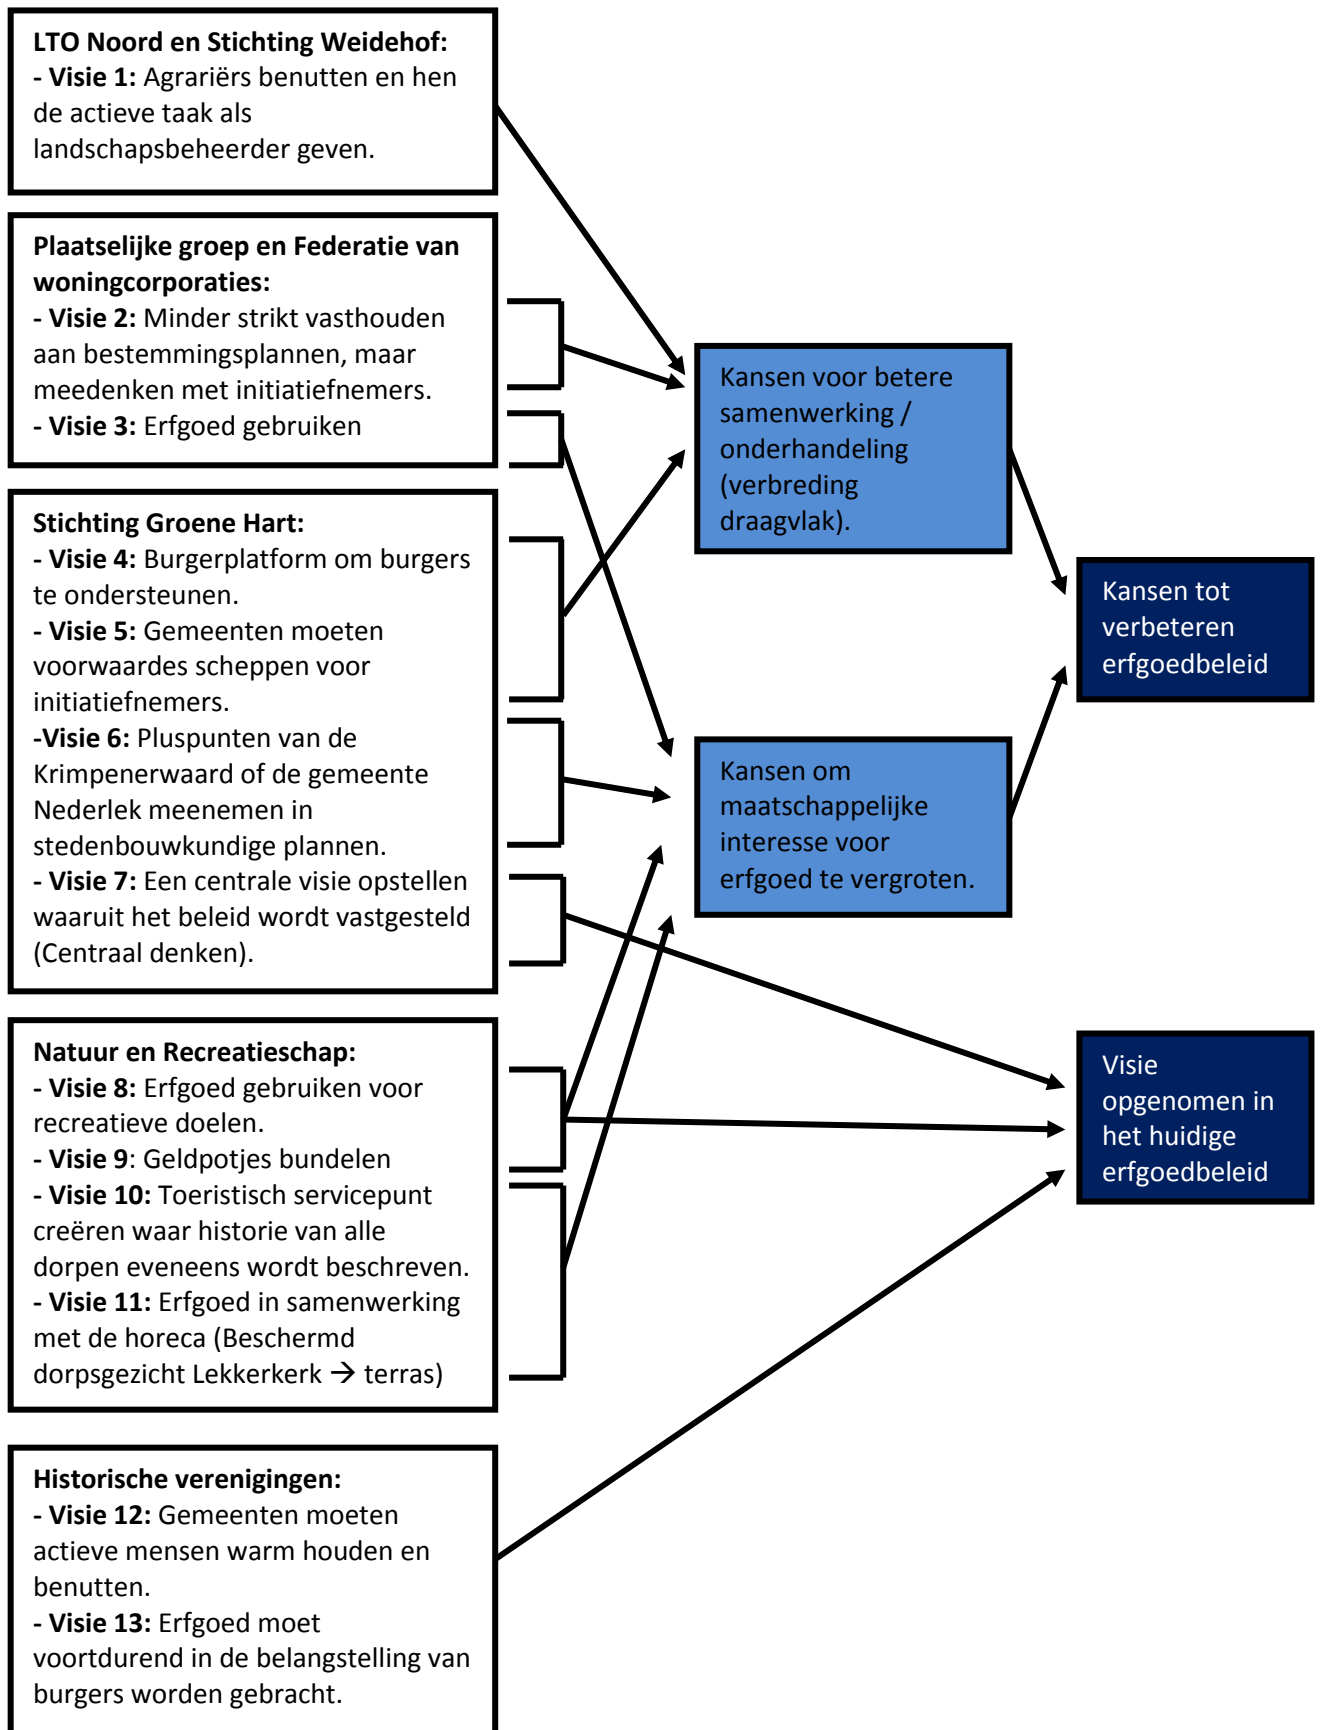 LTO Noord en Stichting Weidehof:
- Visie 1: Agrariërs benutten en hen
de actieve taak als
landschapsbeheerder geven.
Plaatselijke groep en Federatie van
woningcorporaties:
- Visie 2: Minder strikt vasthouden
aan bestemmingsplannen, maar
meedenken met initiatiefnemers.
- Visie 3: Erfgoed gebruiken
Stichting Groene Hart:
- Visie 4: Burgerplatform om burgers
te ondersteunen.
- Visie 5: Gemeenten moeten
voorwaardes scheppen voor
initiatiefnemers.
-Visie 6: Pluspunten van de
Krimpenerwaard of de gemeente
Nederlek meenemen in
stedenbouwkundige plannen.
- Visie 7: Een centrale visie opstellen
waaruit het beleid wordt vastgesteld
(Centraal denken).
Natuur en Recreatieschap:
- Visie 8: Erfgoed gebruiken voor
recreatieve doelen.
- Visie 9: Geldpotjes bundelen
- Visie 10: Toeristisch servicepunt
creëren waar historie van alle
dorpen eveneens wordt beschreven.
- Visie 11: Erfgoed in samenwerking
met de horeca (Beschermd
dorpsgezicht Lekkerkerk → terras)
Historische verenigingen:
- Visie 12: Gemeenten moeten
actieve mensen warm houden en
benutten.
- Visie 13: Erfgoed moet
voortdurend in de belangstelling van
burgers worden gebracht.
Kansen voor betere
samenwerking /
onderhandeling
(verbreding
draagvlak).
Kansen om
maatschappelijke
interesse voor
erfgoed te vergroten.
Kansen tot
verbeteren
erfgoedbeleid
Visie
opgenomen in
het huidige
erfgoedbeleid